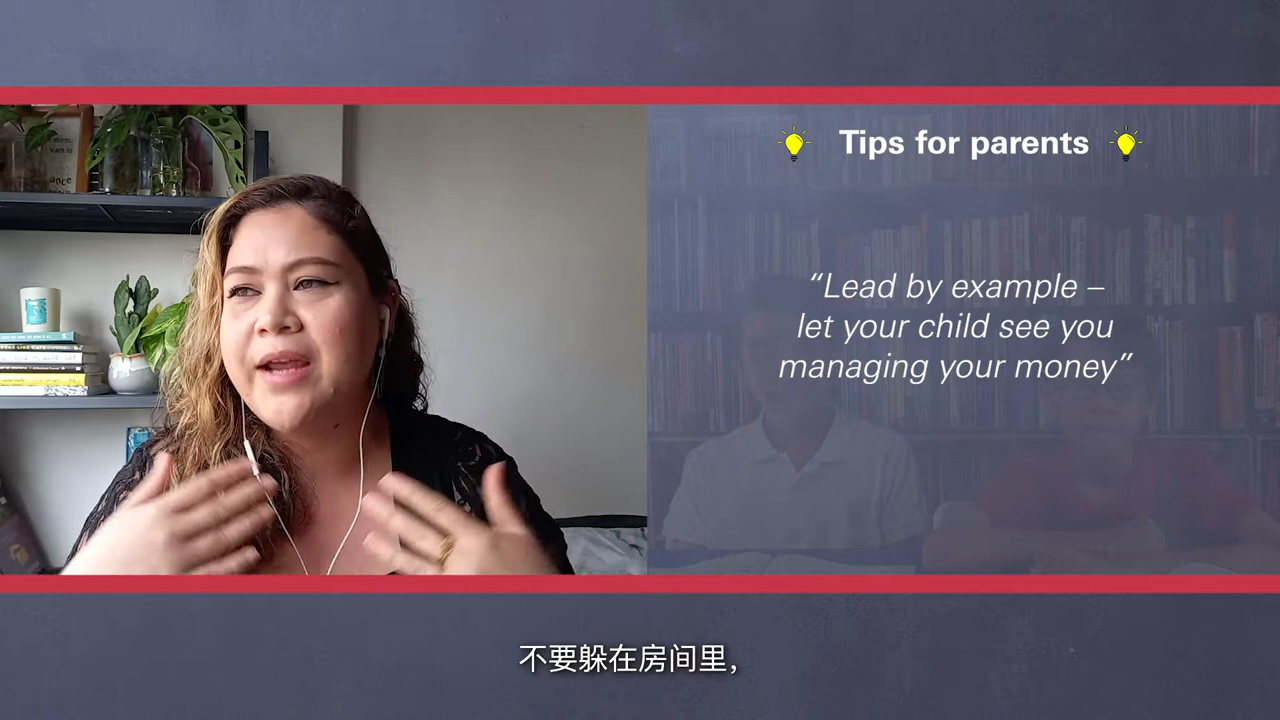 Tips for parents
“Lead by example –
let your child see you
managing your money”
不要躲在房间里，